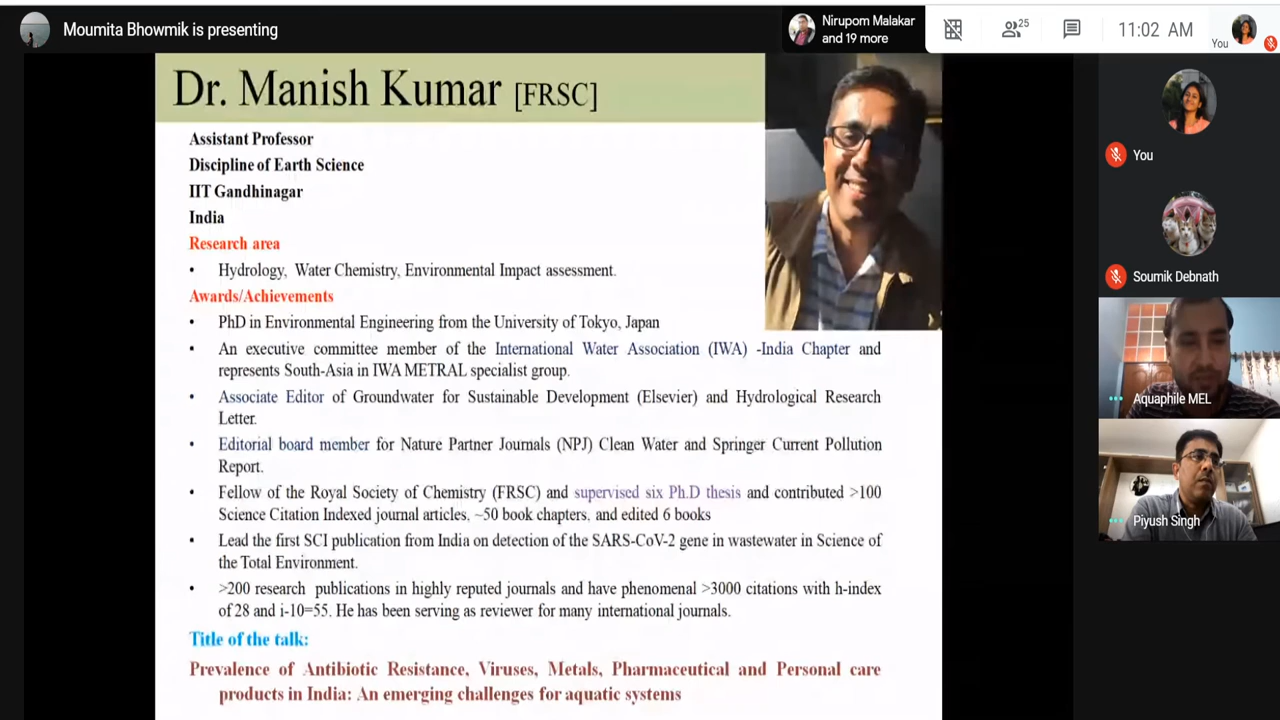 Moumita Bhowmik is presenting
Nirupom Malakar
and 19 more
25
11:02 AM
You
Dr. Manish Kumar [FRSC]
Assistant Professor
Discipline of Earth Science
IIT Gandhinagar
India
Research area
• Hydrology, Water Chemistry, Environmental Impact assessment.
Awards/Achievements
• PhD in Environmental Engineering from the University of Tokyo, Japan
• An executive committee member of the International Water Association (IWA) -India Chapter and
represents South-Asia in IWA METRAL specialist group.
• Associate Editor of Groundwater for Sustainable Development (Elsevier) and Hydrological Research
Letter.
• Editorial board member for Nature Partner Journals (NPJ) Clean Water and Springer Current Pollution
Report.
• Fellow of the Royal Society of Chemistry (FRSC) and supervised six Ph.D thesis and contributed >100
Science Citation Indexed journal articles, ~50 book chapters, and edited 6 books
• Lead the first SCI publication from India on detection of the SARS-CoV-2 gene in wastewater in Science of
the Total Environment.
• >200 research publications in highly reputed journals and have phenomenal >3000 citations with h-index
of 28 and i-10=55. He has been serving as reviewer for many international journals.
Title of the talk:
Prevalence of Antibiotic Resistance, Viruses, Metals, Pharmaceutical and Personal care
products in India: An emerging challenges for aquatic systems
You
Soumik Debnath
Aquaphile MEL
Piyush Singh